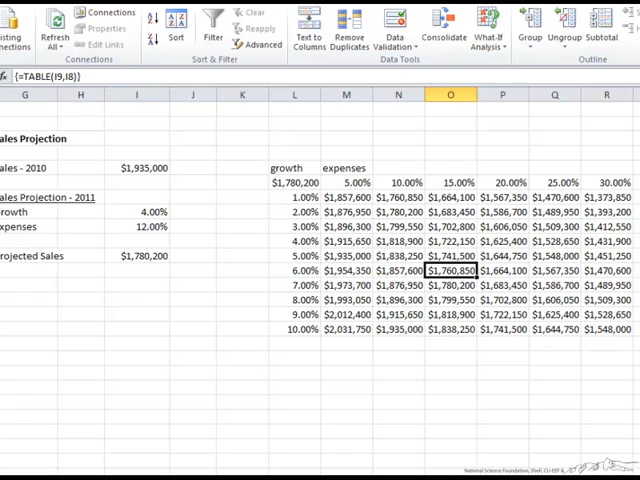 Existing Connections
Refresh All
Connections
Properties
Edit Links
Connections
Sort
Filter
Clear
Reapply
Advanced
Sort & Filter
Text to Columns
Remove Duplicates
Data Validation
Consolidate
What-If Analysis
Data Tools
Group
Ungroup
Subtotal
Outline
fx {=TABLE(I9,I8)}
G H I J K L M N O P Q R
ales Projection
ales - 2010 $1,935,000 growth expenses
$1,780,200 5.00% 10.00% 15.00% 20.00% 25.00% 30.00%
ales Projection - 2011 1.00% $1,857,600 $1,760,850 $1,664,100 $1,567,350 $1,470,600 $1,373,850
rowth 4.00% 2.00% $1,876,950 $1,780,200 $1,683,450 $1,586,700 $1,489,950 $1,393,200
xpenses 12.00% 3.00% $1,896,300 $1,799,550 $1,702,800 $1,606,050 $1,509,300 $1,412,550
4.00% $1,915,650 $1,818,900 $1,722,150 $1,625,400 $1,528,650 $1,431,900
rojected Sales $1,780,200 5.00% $1,935,000 $1,838,250 $1,741,500 $1,644,750 $1,548,000 $1,451,250
6.00% $1,954,350 $1,857,600 $1,760,850 $1,664,100 $1,567,350 $1,470,600
7.00% $1,973,700 $1,876,950 $1,780,200 $1,683,450 $1,586,700 $1,489,950
8.00% $1,993,050 $1,896,300 $1,799,550 $1,702,800 $1,606,050 $1,509,300
9.00% $2,012,400 $1,915,650 $1,818,900 $1,722,150 $1,625,400 $1,528,650
10.00% $2,031,750 $1,935,000 $1,838,250 $1,741,500 $1,644,750 $1,548,000
National Science Foundation, Shell, CU-EEF &